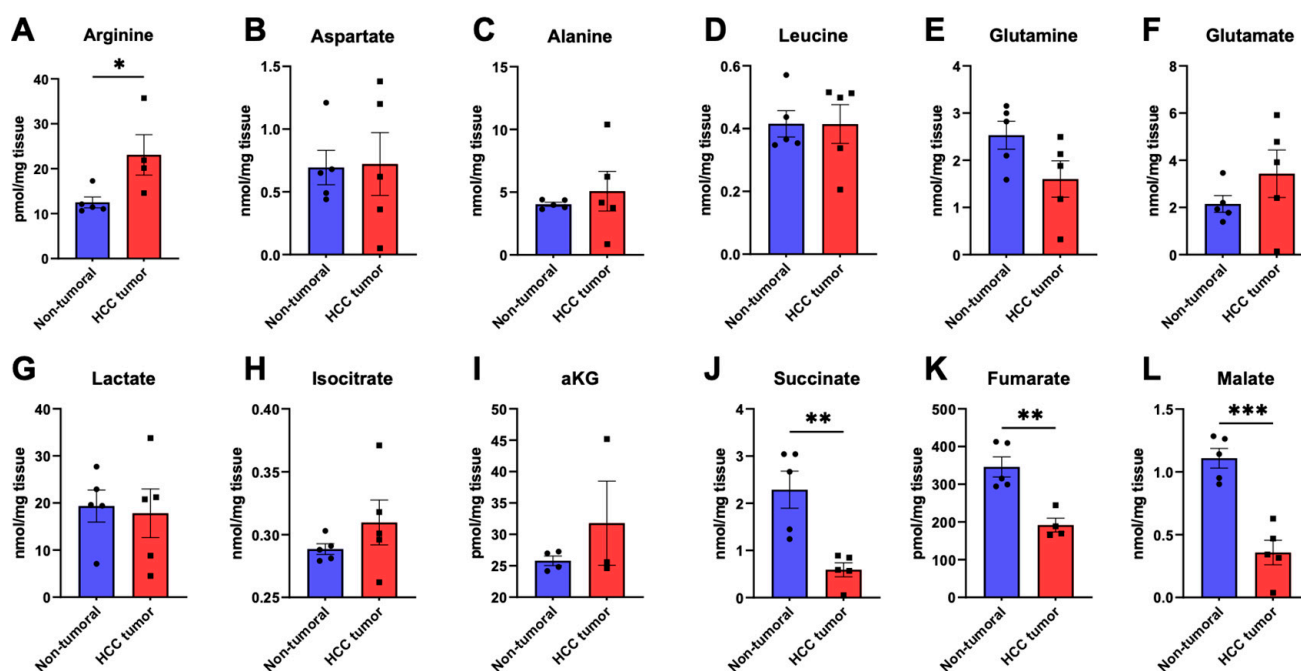 A
Arginine
*
pmol/mg tissue
40
30
20
10
0
Non-tumoral
HCC tumor
B
Aspartate
nmol/mg tissue
1.5
1.0
0.5
0.0
Non-tumoral
HCC tumor
C
Alanine
nmol/mg tissue
15
10
5
0
Non-tumoral
HCC tumor
D
Leucine
nmol/mg tissue
0.6
0.4
0.2
0.0
Non-tumoral
HCC tumor
E
Glutamine
nmol/mg tissue
4
3
2
1
0
Non-tumoral
HCC tumor
F
Glutamate
nmol/mg tissue
8
6
4
2
0
Non-tumoral
HCC tumor
G
Lactate
nmol/mg tissue
40
30
20
10
0
Non-tumoral
HCC tumor
H
Isocitrate
nmol/mg tissue
0.40
0.35
0.30
0.25
Non-tumoral
HCC tumor
I
aKG
pmol/mg tissue
50
45
40
35
30
25
20
Non-tumoral
HCC tumor
J
Succinate
**
nmol/mg tissue
4
3
2
1
0
Non-tumoral
HCC tumor
K
Fumarate
**
pmol/mg tissue
500
400
300
200
100
0
Non-tumoral
HCC tumor
L
Malate
***
nmol/mg tissue
1.5
1.0
0.5
0.0
Non-tumoral
HCC tumor